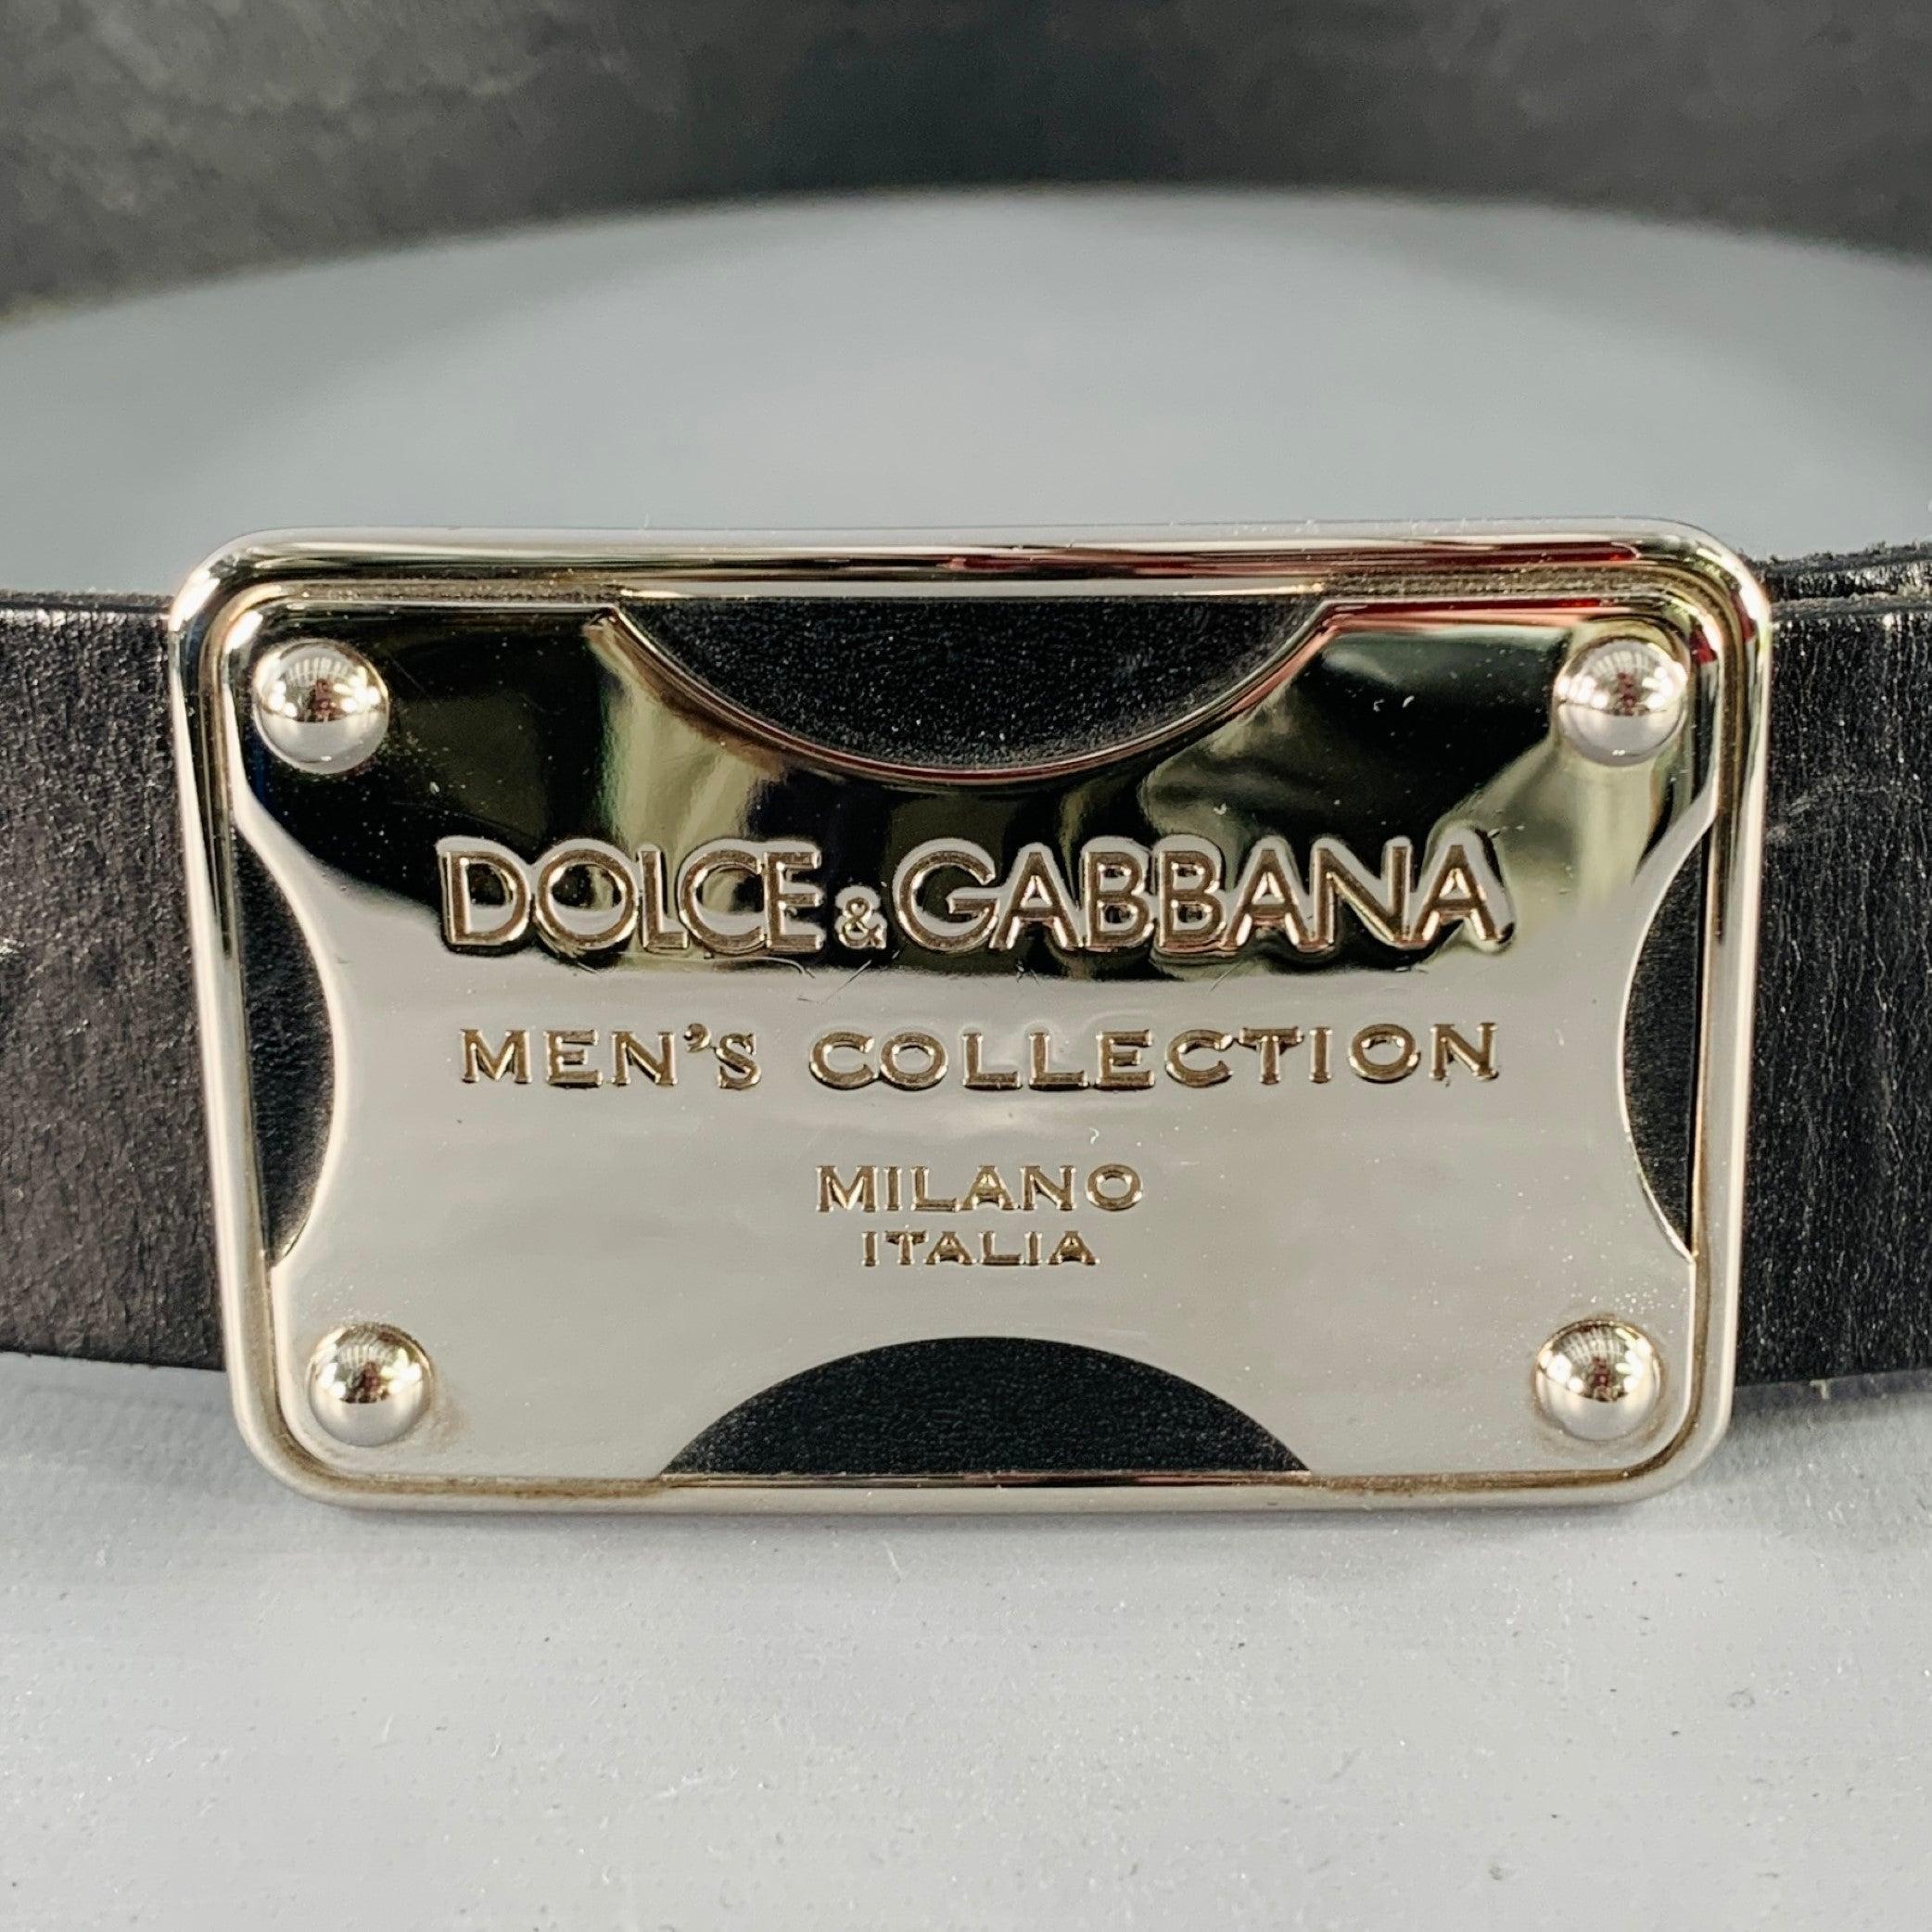 DOLCE & GABBANA
MEN'S COLLECTION
MILANO
ITALIA